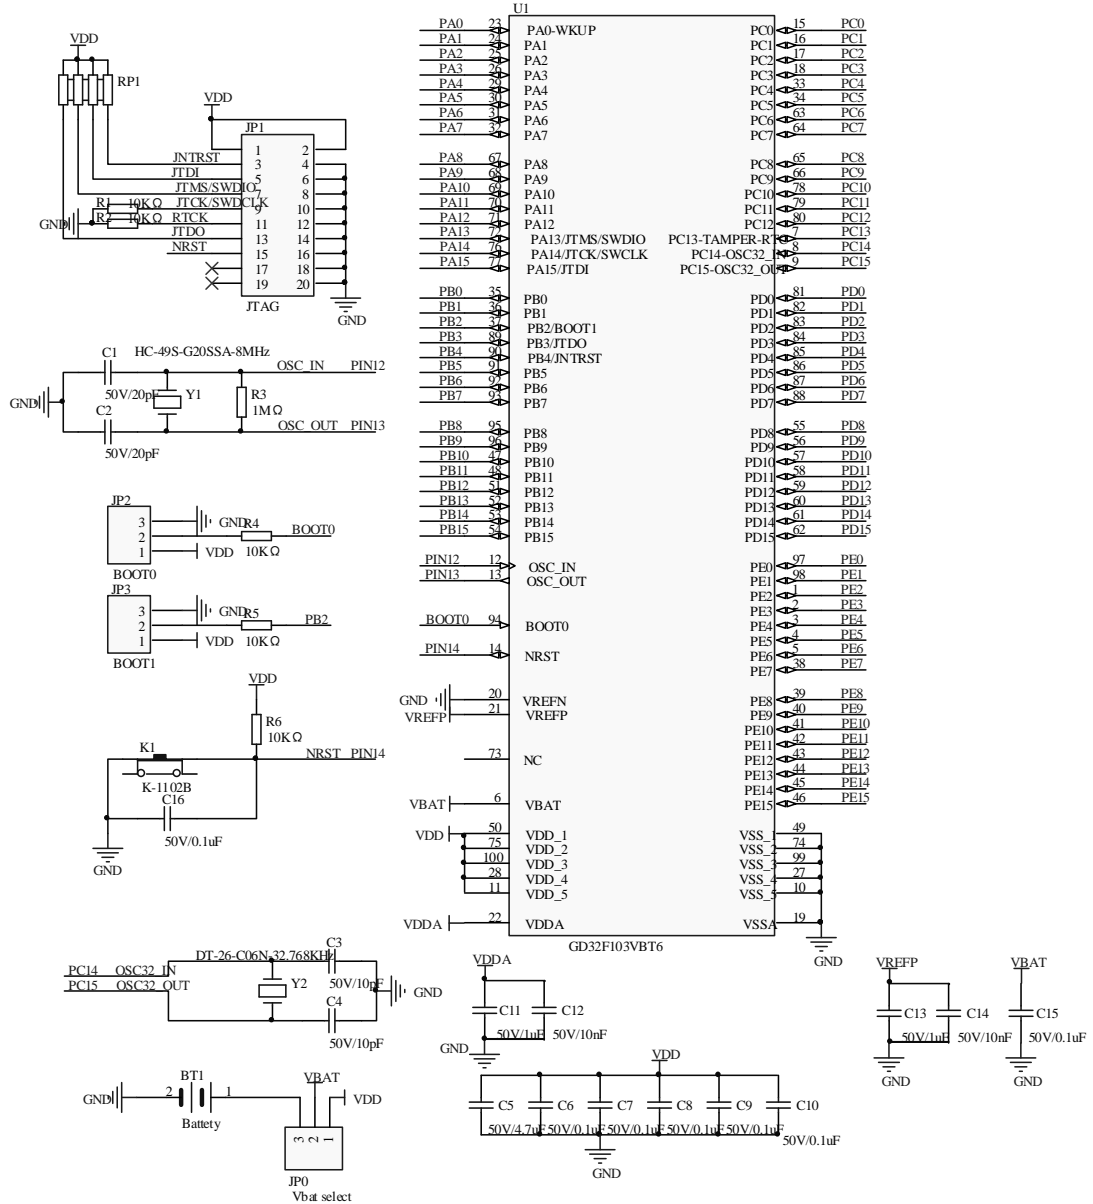 VDD
RP1
VDD
JP1
1 2
JNTRST 3 4
JTDI 5 6
JTMS/SWDIO 7 8
R1 10KΩ JTCK/SWDCLK 9 10
GND R2 10KΩ RTCK 11 12
JTDO 13 14
NRST 15 16
17 18
19 20
JTAG
GND
C1 HC-49S-G20SSA-8MHz OSC_IN PIN12
50V/20pF Y1 R3
GND 1MΩ
C2 OSC_OUT PIN13
50V/20pF
JP2
3 GND R4 BOOT0
2 10KΩ
1 VDD
BOOT0
JP3
3 GND R5 PB2
2 10KΩ
1 VDD
BOOT1
VDD
R6
10KΩ
K1 NRST PIN14
K-1102B
C16
50V/0.1uF
GND
DT-26-C06N-32.768KHz C3
PC14 OSC32_IN 50V/10pF
PC15 OSC32_OUT Y2 GND
C4
50V/10pF
BT1 VBAT
GND 2 1 VDD
Battety
3 2 1
JP0
Vbat select
U1
PA0 23 PA0-WKUP PC0 15 PC0
PA1 24 PA1 PC1 16 PC1
PA2 25 PA2 PC2 17 PC2
PA3 26 PA3 PC3 18 PC3
PA4 29 PA4 PC4 33 PC4
PA5 30 PA5 PC5 34 PC5
PA6 31 PA6 PC6 63 PC6
PA7 32 PA7 PC7 64 PC7
PA8 67 PA8 PC8 65 PC8
PA9 68 PA9 PC9 66 PC9
PA10 69 PA10 PC10 78 PC10
PA11 70 PA11 PC11 79 PC11
PA12 71 PA12 PC12 80 PC12
PA13 72 PA13/JTMS/SWDIO PC13-TAMPER-RTC 7 PC13
PA14 76 PA14/JTCK/SWCLK PC14-OSC32_IN 8 PC14
PA15 77 PA15/JTDI PC15-OSC32_OUT 9 PC15
PB0 35 PB0 PD0 81 PD0
PB1 36 PB1 PD1 82 PD1
PB2 37 PB2/BOOT1 PD2 83 PD2
PB3 89 PB3/JTDO PD3 84 PD3
PB4 90 PB4/JNTRST PD4 85 PD4
PB5 91 PB5 PD5 86 PD5
PB6 92 PB6 PD6 87 PD6
PB7 93 PB7 PD7 88 PD7
PB8 95 PB8 PD8 55 PD8
PB9 96 PB9 PD9 56 PD9
PB10 47 PB10 PD10 57 PD10
PB11 48 PB11 PD11 58 PD11
PB12 51 PB12 PD12 59 PD12
PB13 52 PB13 PD13 60 PD13
PB14 53 PB14 PD14 61 PD14
PB15 54 PB15 PD15 62 PD15
PIN12 12 OSC_IN PE0 97 PE0
PIN13 13 OSC_OUT PE1 98 PE1
PE2 1 PE2
PE3 2 PE3
BOOT0 94 BOOT0 PE4 3 PE4
PE5 4 PE5
PIN14 14 NRST PE6 5 PE6
PE7 38 PE7
GND 20 VREFN PE8 39 PE8
VREFP 21 VREFP PE9 40 PE9
PE10 41 PE10
PE11 42 PE11
73 NC PE12 43 PE12
PE13 44 PE13
PE14 45 PE14
VBAT 6 VBAT PE15 46 PE15
VDD 50 VDD_1 VSS_1 49
75 VDD_2 VSS_2 74
100 VDD_3 VSS_3 99
28 VDD_4 VSS_4 27
11 VDD_5 VSS_5 10
VDDA 22 VDDA VSSA 19
GD32F103VBT6 GND
VDDA
C11 C12
50V/1uF 50V/10nF
GND
VREFP
C13 C14
50V/1uF 50V/10nF
GND
VBAT
C15
50V/0.1uF
GND
VDD
C5 C6 C7 C8 C9 C10
50V/4.7uF 50V/0.1uF 50V/0.1uF 50V/0.1uF 50V/0.1uF 50V/0.1uF
GND